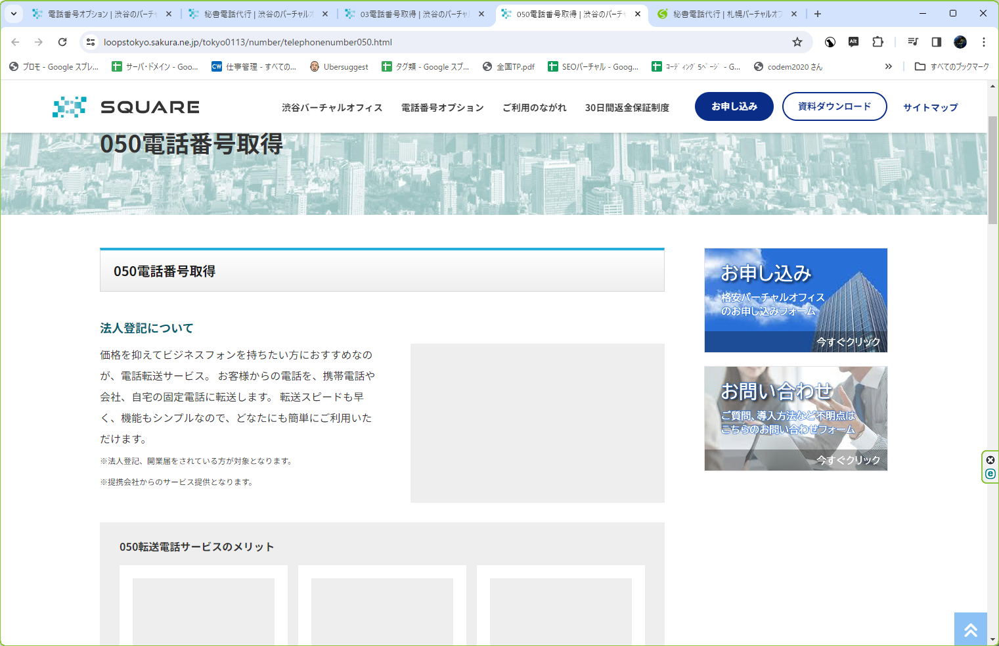 電話番号オプション | 渋谷のバーチャ
秘書電話代行 | 渋谷のバーチャルオ
03電話番号取得 | 渋谷のバーチャル
050電話番号取得 | 渋谷のバーチャ
秘書電話代行 | 札幌バーチャルオフ
loopstokyo.sakura.ne.jp/tokyo0113/number/telephonenumber050.html
プロモ - Google スプレ...
サーバ・ドメイン - Goo...
仕事管理 - すべての...
Ubersuggest
タグ類 - Google スプ...
全国TP.pdf
SEOバーチャル - Goog...
ｺｰﾃﾞｨﾝｸﾞ 5ﾍﾟｰｼﾞ - G...
codem2020 さん
すべてのブックマーク
SQUARE
渋谷バーチャルオフィス
電話番号オプション
ご利用のながれ
30日間返金保証制度
お申し込み
資料ダウンロード
サイトマップ
050電話番号取得
050電話番号取得
法人登記について
価格を抑えてビジネスフォンを持ちたい方におすすめなの
が、電話転送サービス。 お客様からの電話を、携帯電話や
会社、自宅の固定電話に転送します。 転送スピードも早
く、機能もシンプルなので、どなたにも簡単にご利用いた
だけます。
※法人登記、開業届をされている方が対象となります。
※提携会社からのサービス提供となります。
050転送電話サービスのメリット
お申し込み
格安バーチャルオフィス
のお申し込みフォーム
今すぐクリック
お問い合わせ
ご質問、導入方法など不明点は
こちらのお問い合わせフォーム
今すぐクリック